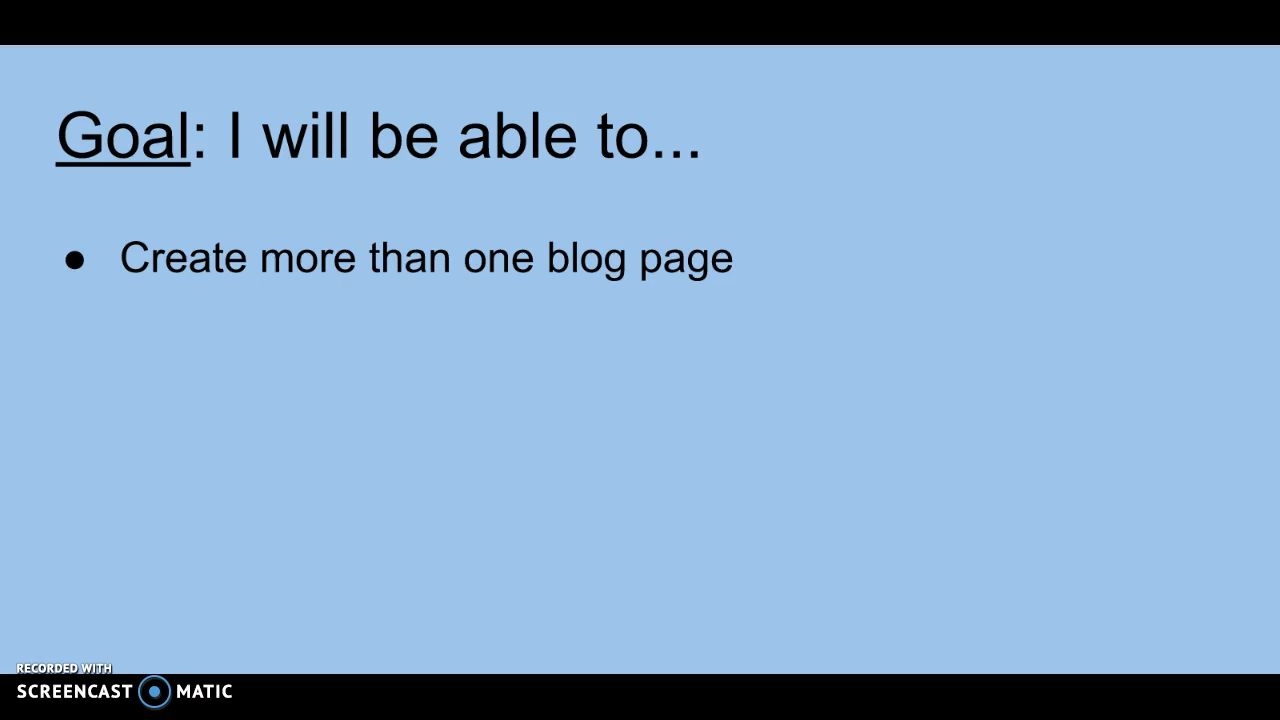 Goal: I will be able to...
● Create more than one blog page
RECORDED WITH
SCREENCAST MATIC